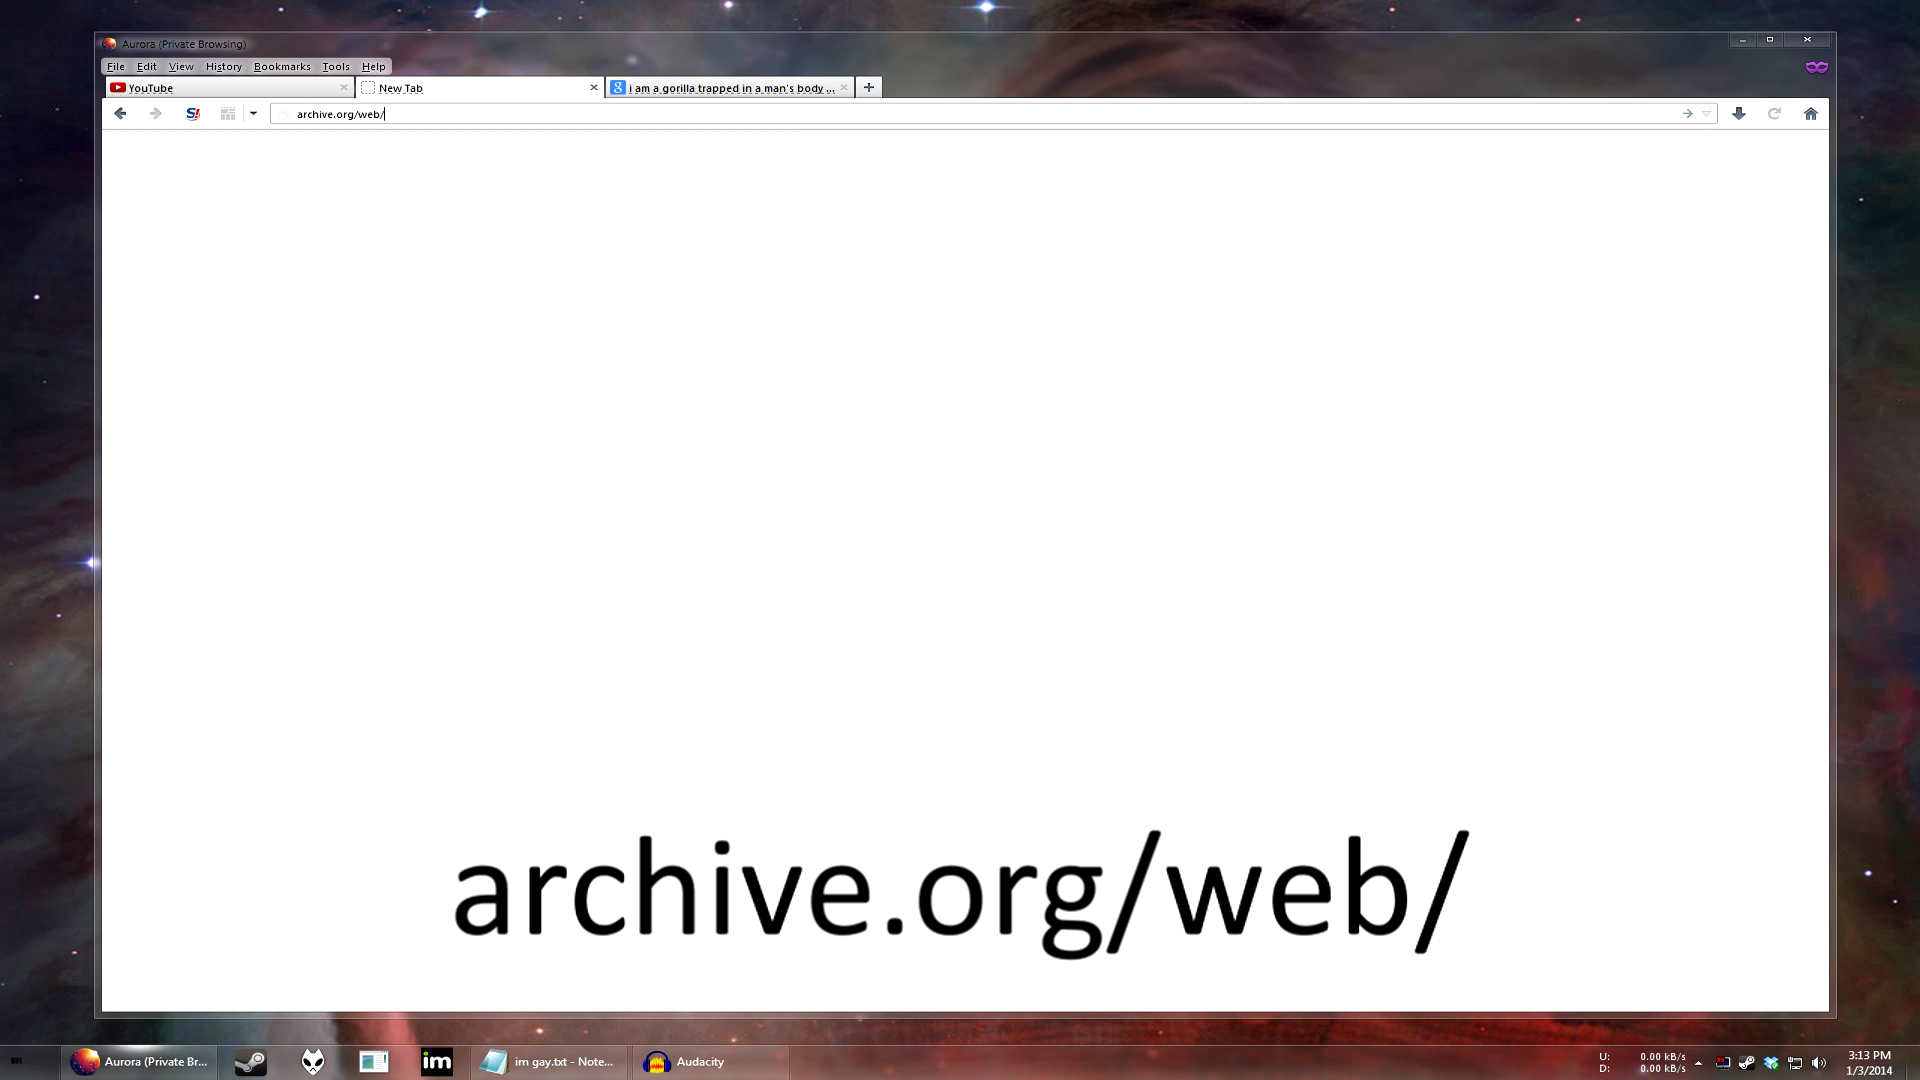 Aurora (Private Browsing)
File Edit View History Bookmarks Tools Help
YouTube
New Tab
i am a gorilla trapped in a man's body ...
S!
archive.org/web/
archive.org/web/
Aurora (Private Br...
im
im gay.txt - Note...
Audacity
U: 0.00 kB/s
D: 0.00 kB/s
3:13 PM
1/3/2014